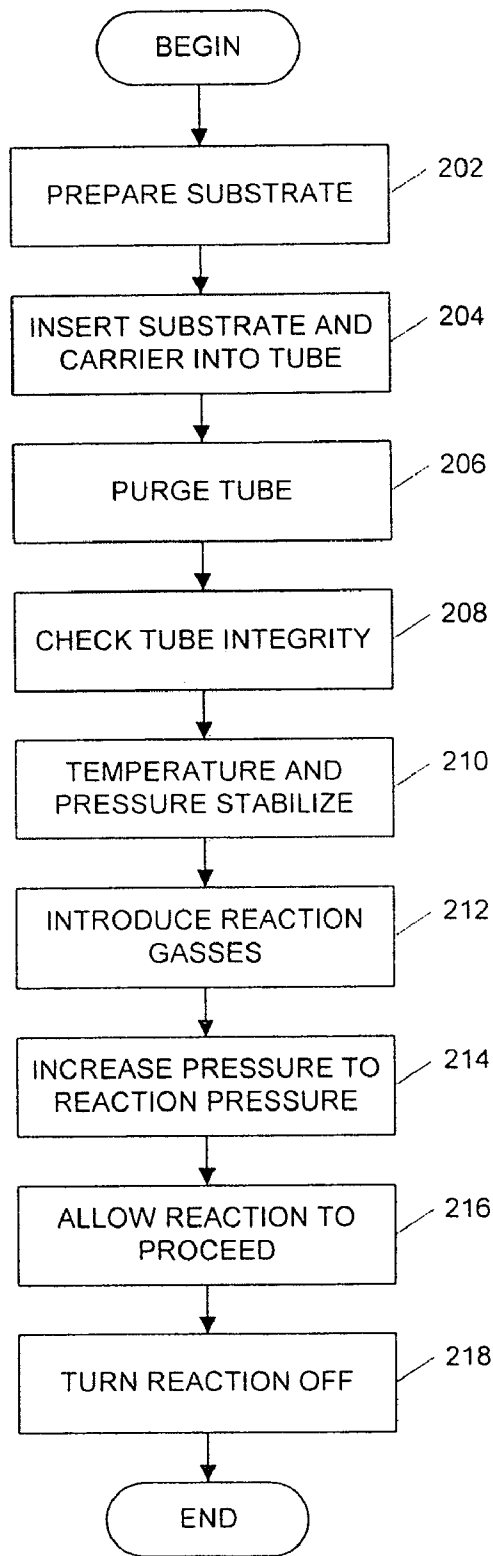 BEGIN
PREPARE SUBSTRATE
202
INSERT SUBSTRATE AND
CARRIER INTO TUBE
204
PURGE TUBE
206
CHECK TUBE INTEGRITY
208
TEMPERATURE AND
PRESSURE STABILIZE
210
INTRODUCE REACTION
GASSES
212
INCREASE PRESSURE TO
REACTION PRESSURE
214
ALLOW REACTION TO
PROCEED
216
TURN REACTION OFF
218
END